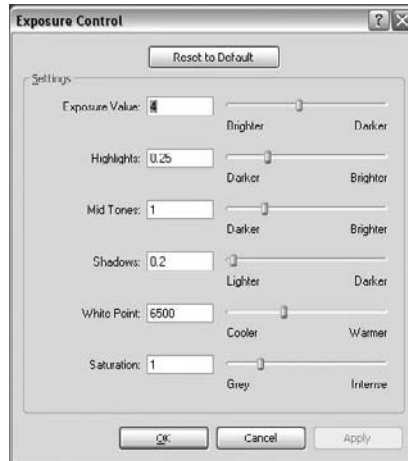 Exposure Control
Reset to Default
Settings
Exposure Value: 4
Brighter Darker
Highlights: 0.25
Darker Brighter
Mid Tones: 1
Darker Brighter
Shadows: 0.2
Lighter Darker
White Point: 6500
Cooler Warmer
Saturation: 1
Grey Intense
OK Cancel Apply